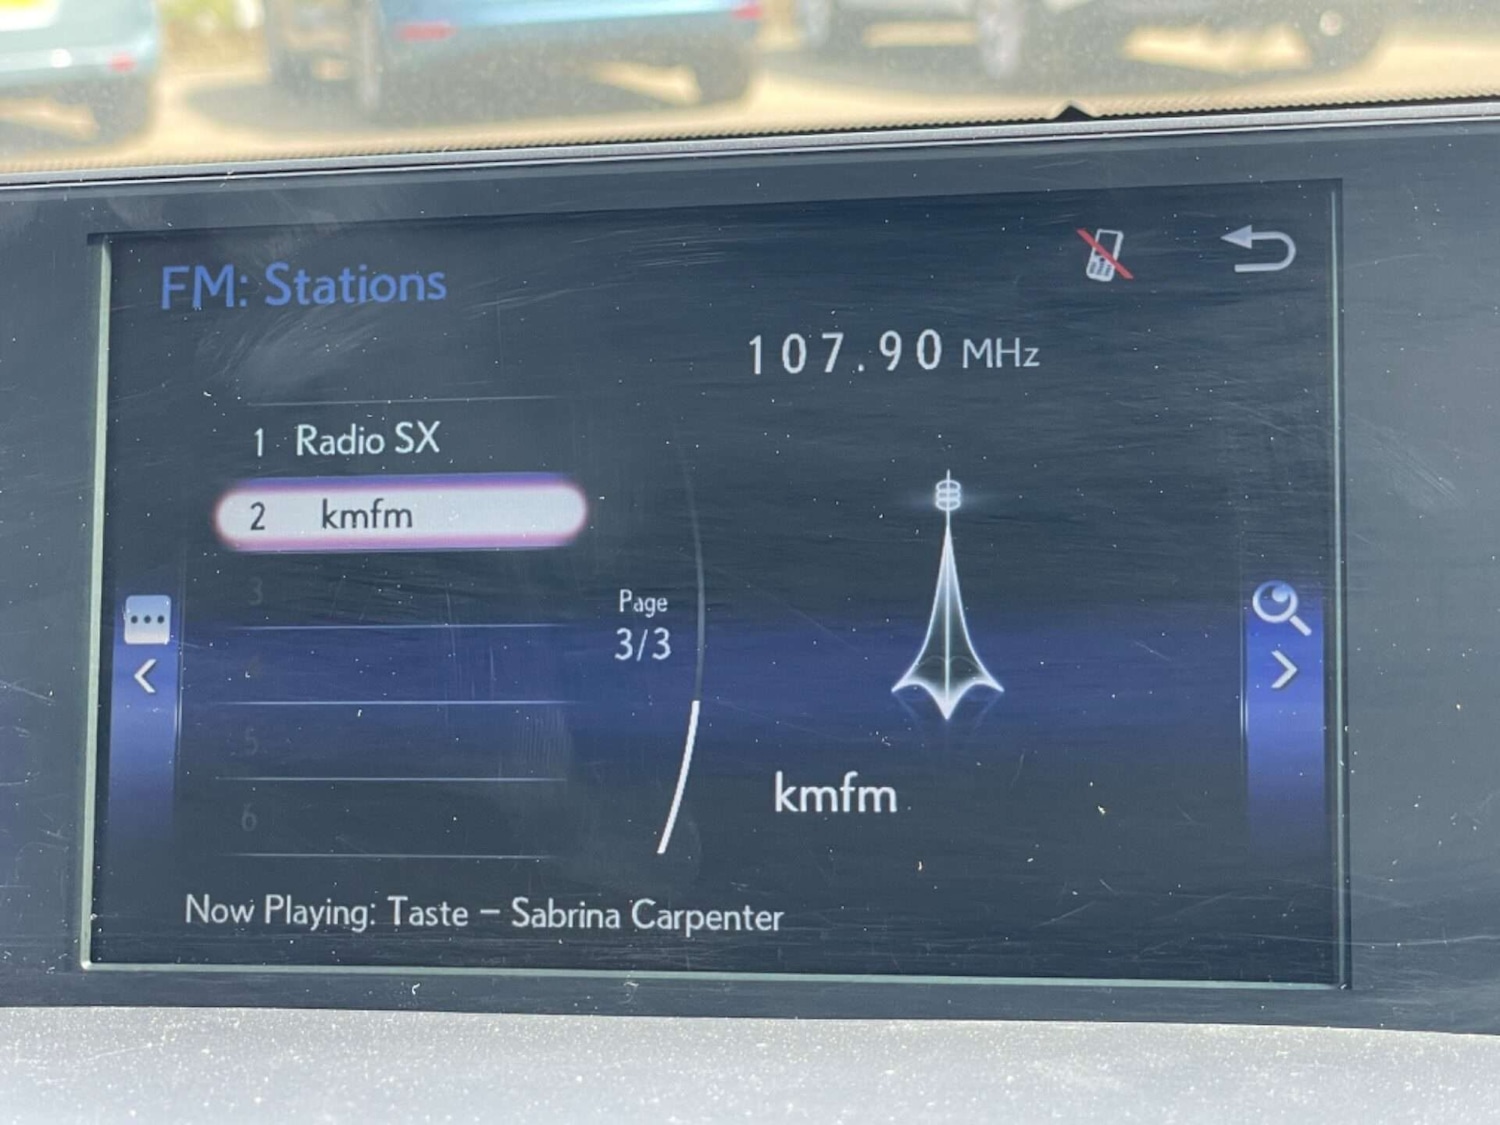 FM: Stations
107.90 MHz
1 Radio SX
2 kmfm
3
5
6
Page
3/3
kmfm
Now Playing: Taste – Sabrina Carpenter